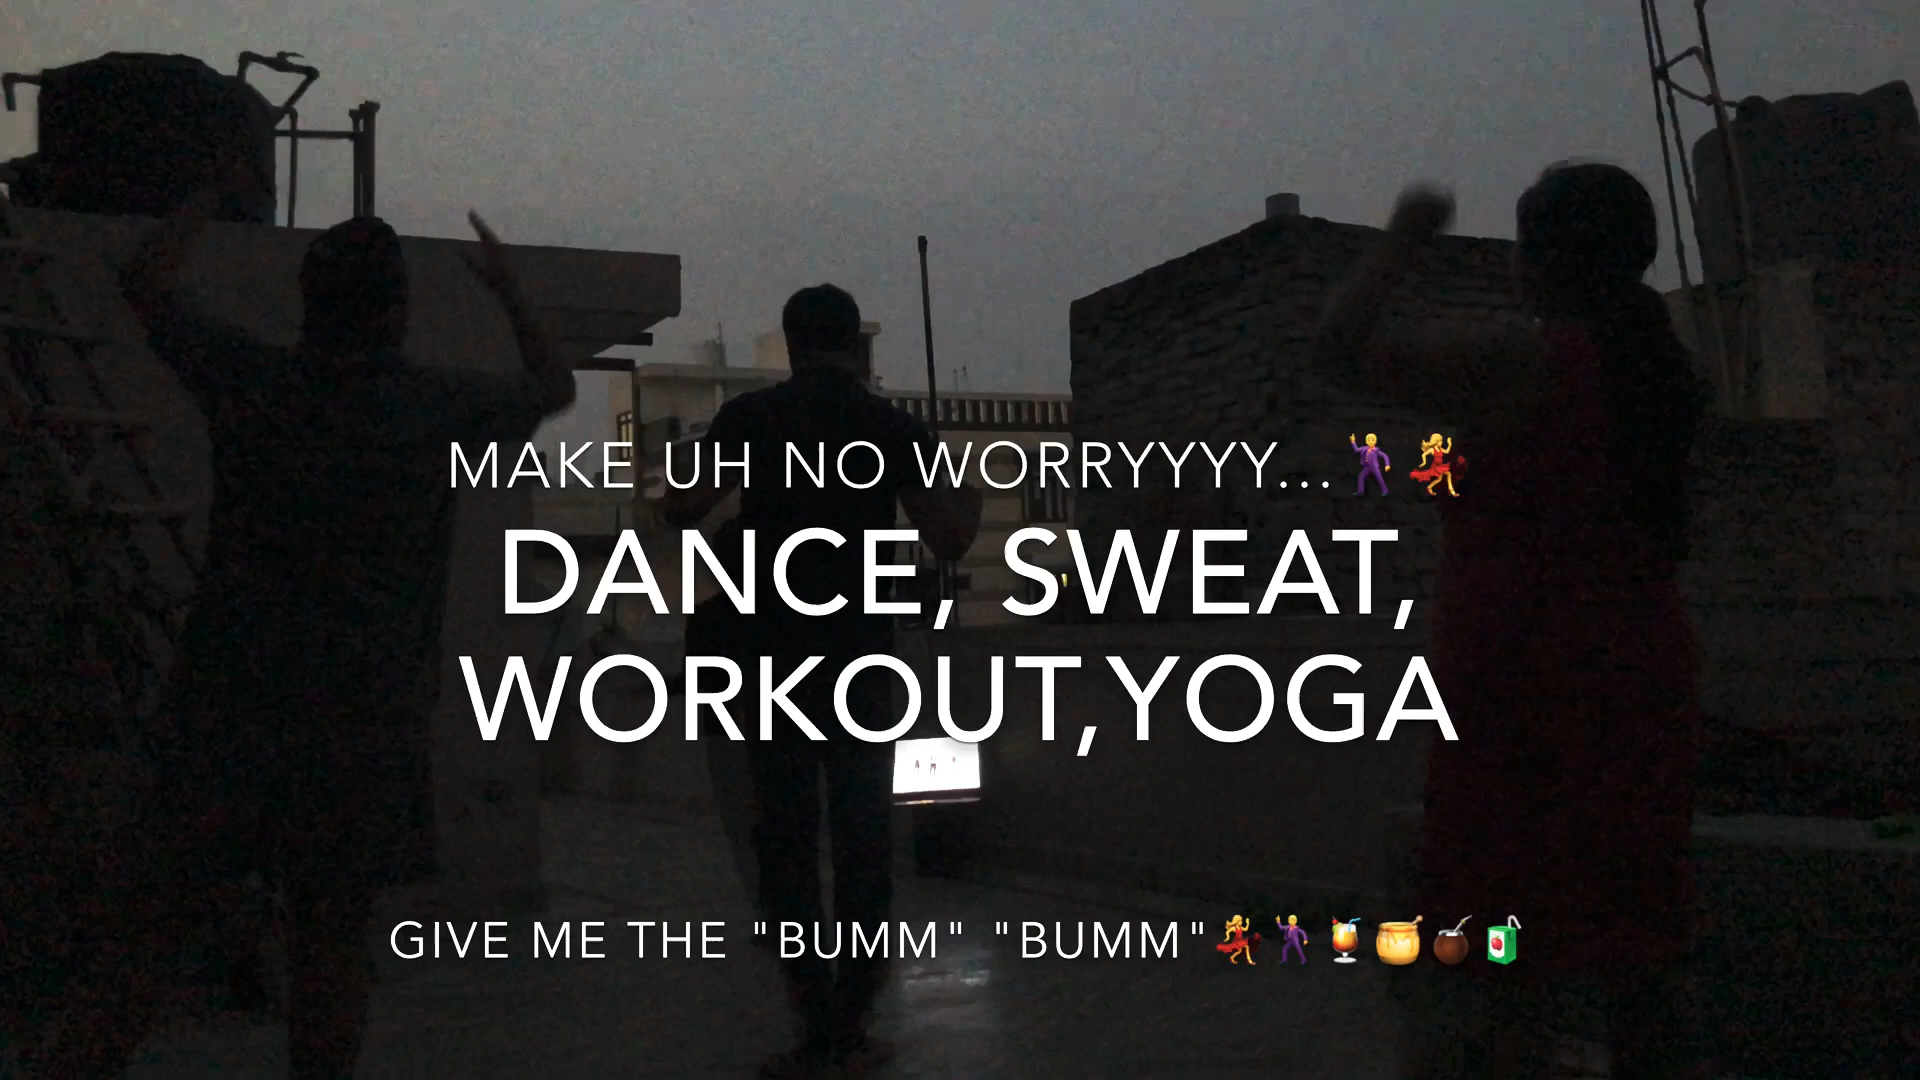 MAKE UH NO WORRYYYY...🕺💃
DANCE, SWEAT,
WORKOUT,YOGA
GIVE ME THE "BUMM" "BUMM"💃🕺🍹🍯🧉🧃